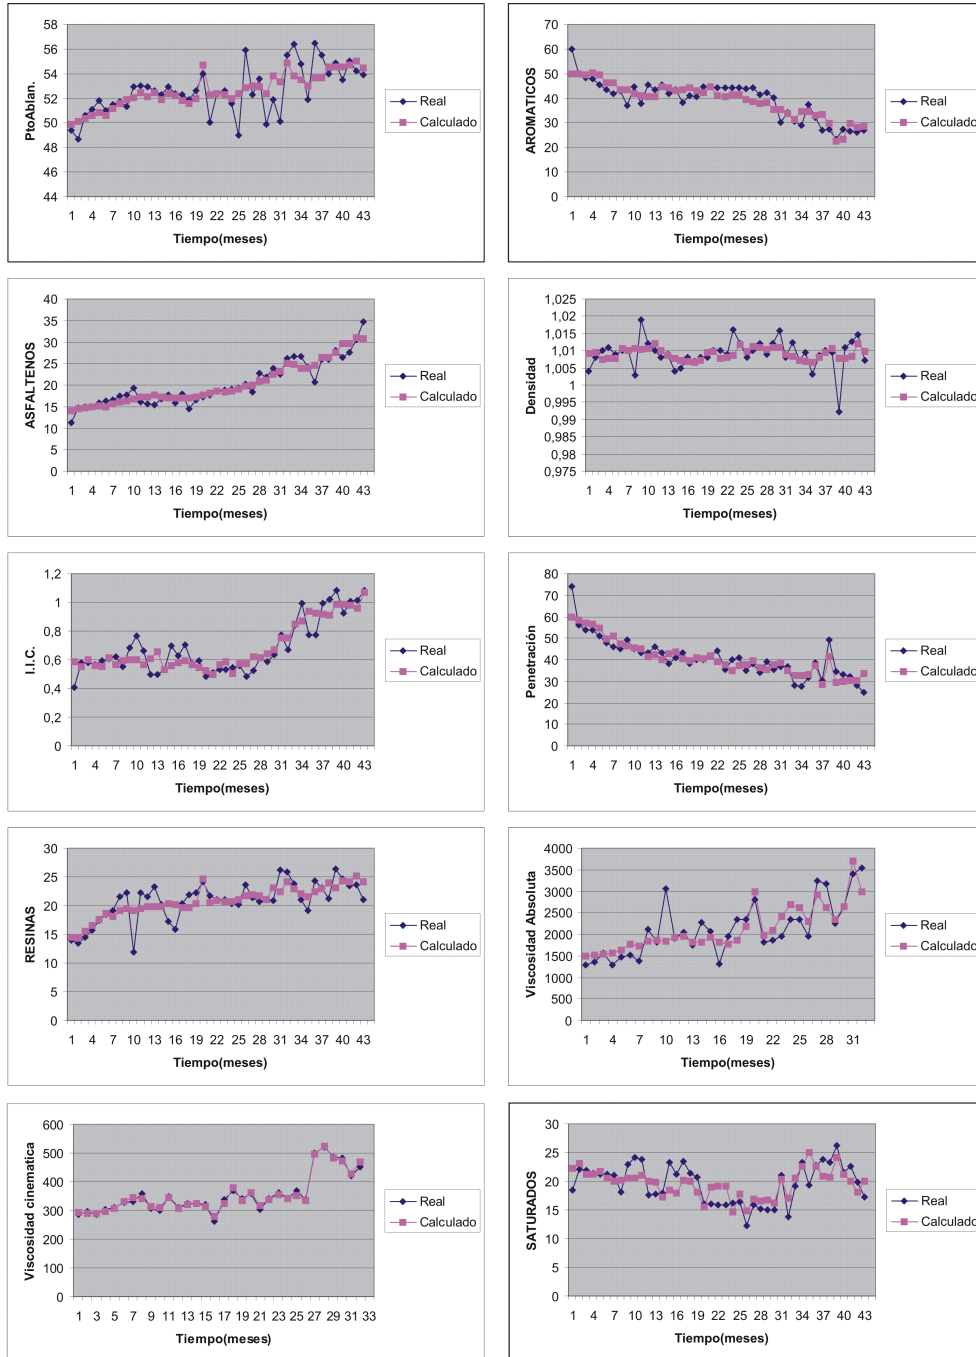 PtoAblan.
58
56
54
52
50
48
46
44
1 4 7 10 13 16 19 22 25 28 31 34 37 40 43
Tiempo(meses)
Real
Calculado
AROMATICOS
70
60
50
40
30
20
10
0
1 4 7 10 13 16 19 22 25 28 31 34 37 40 43
Tiempo(meses)
Real
Calculado
ASFALTENOS
40
35
30
25
20
15
10
5
0
1 4 7 10 13 16 19 22 25 28 31 34 37 40 43
Tiempo(meses)
Real
Calculado
Densidad
1,025
1,02
1,015
1,01
1,005
1
0,995
0,99
0,985
0,98
0,975
1 4 7 10 13 16 19 22 25 28 31 34 37 40 43
Tiempo(meses)
Real
Calculado
I.I.C.
1,2
1
0,8
0,6
0,4
0,2
0
1 4 7 10 13 16 19 22 25 28 31 34 37 40 43
Tiempo(meses)
Real
Calculado
Penetración
80
70
60
50
40
30
20
10
0
1 4 7 10 13 16 19 22 25 28 31 34 37 40 43
Tiempo(meses)
Real
Calculado
RESINAS
30
25
20
15
10
5
0
1 4 7 10 13 16 19 22 25 28 31 34 37 40 43
Tiempo(meses)
Real
Calculado
Viscosidad Absoluta
4000
3500
3000
2500
2000
1500
1000
500
0
1 4 7 10 13 16 19 22 25 28 31
Tiempo(meses)
Real
Calculado
Viscosidad cinematica
600
500
400
300
200
100
0
1 3 5 7 9 11 13 15 17 19 21 23 25 27 29 31 33
Tiempo(meses)
Real
Calculado
SATURADOS
30
25
20
15
10
5
0
1 4 7 10 13 16 19 22 25 28 31 34 37 40 43
Tiempo(meses)
Real
Calculado